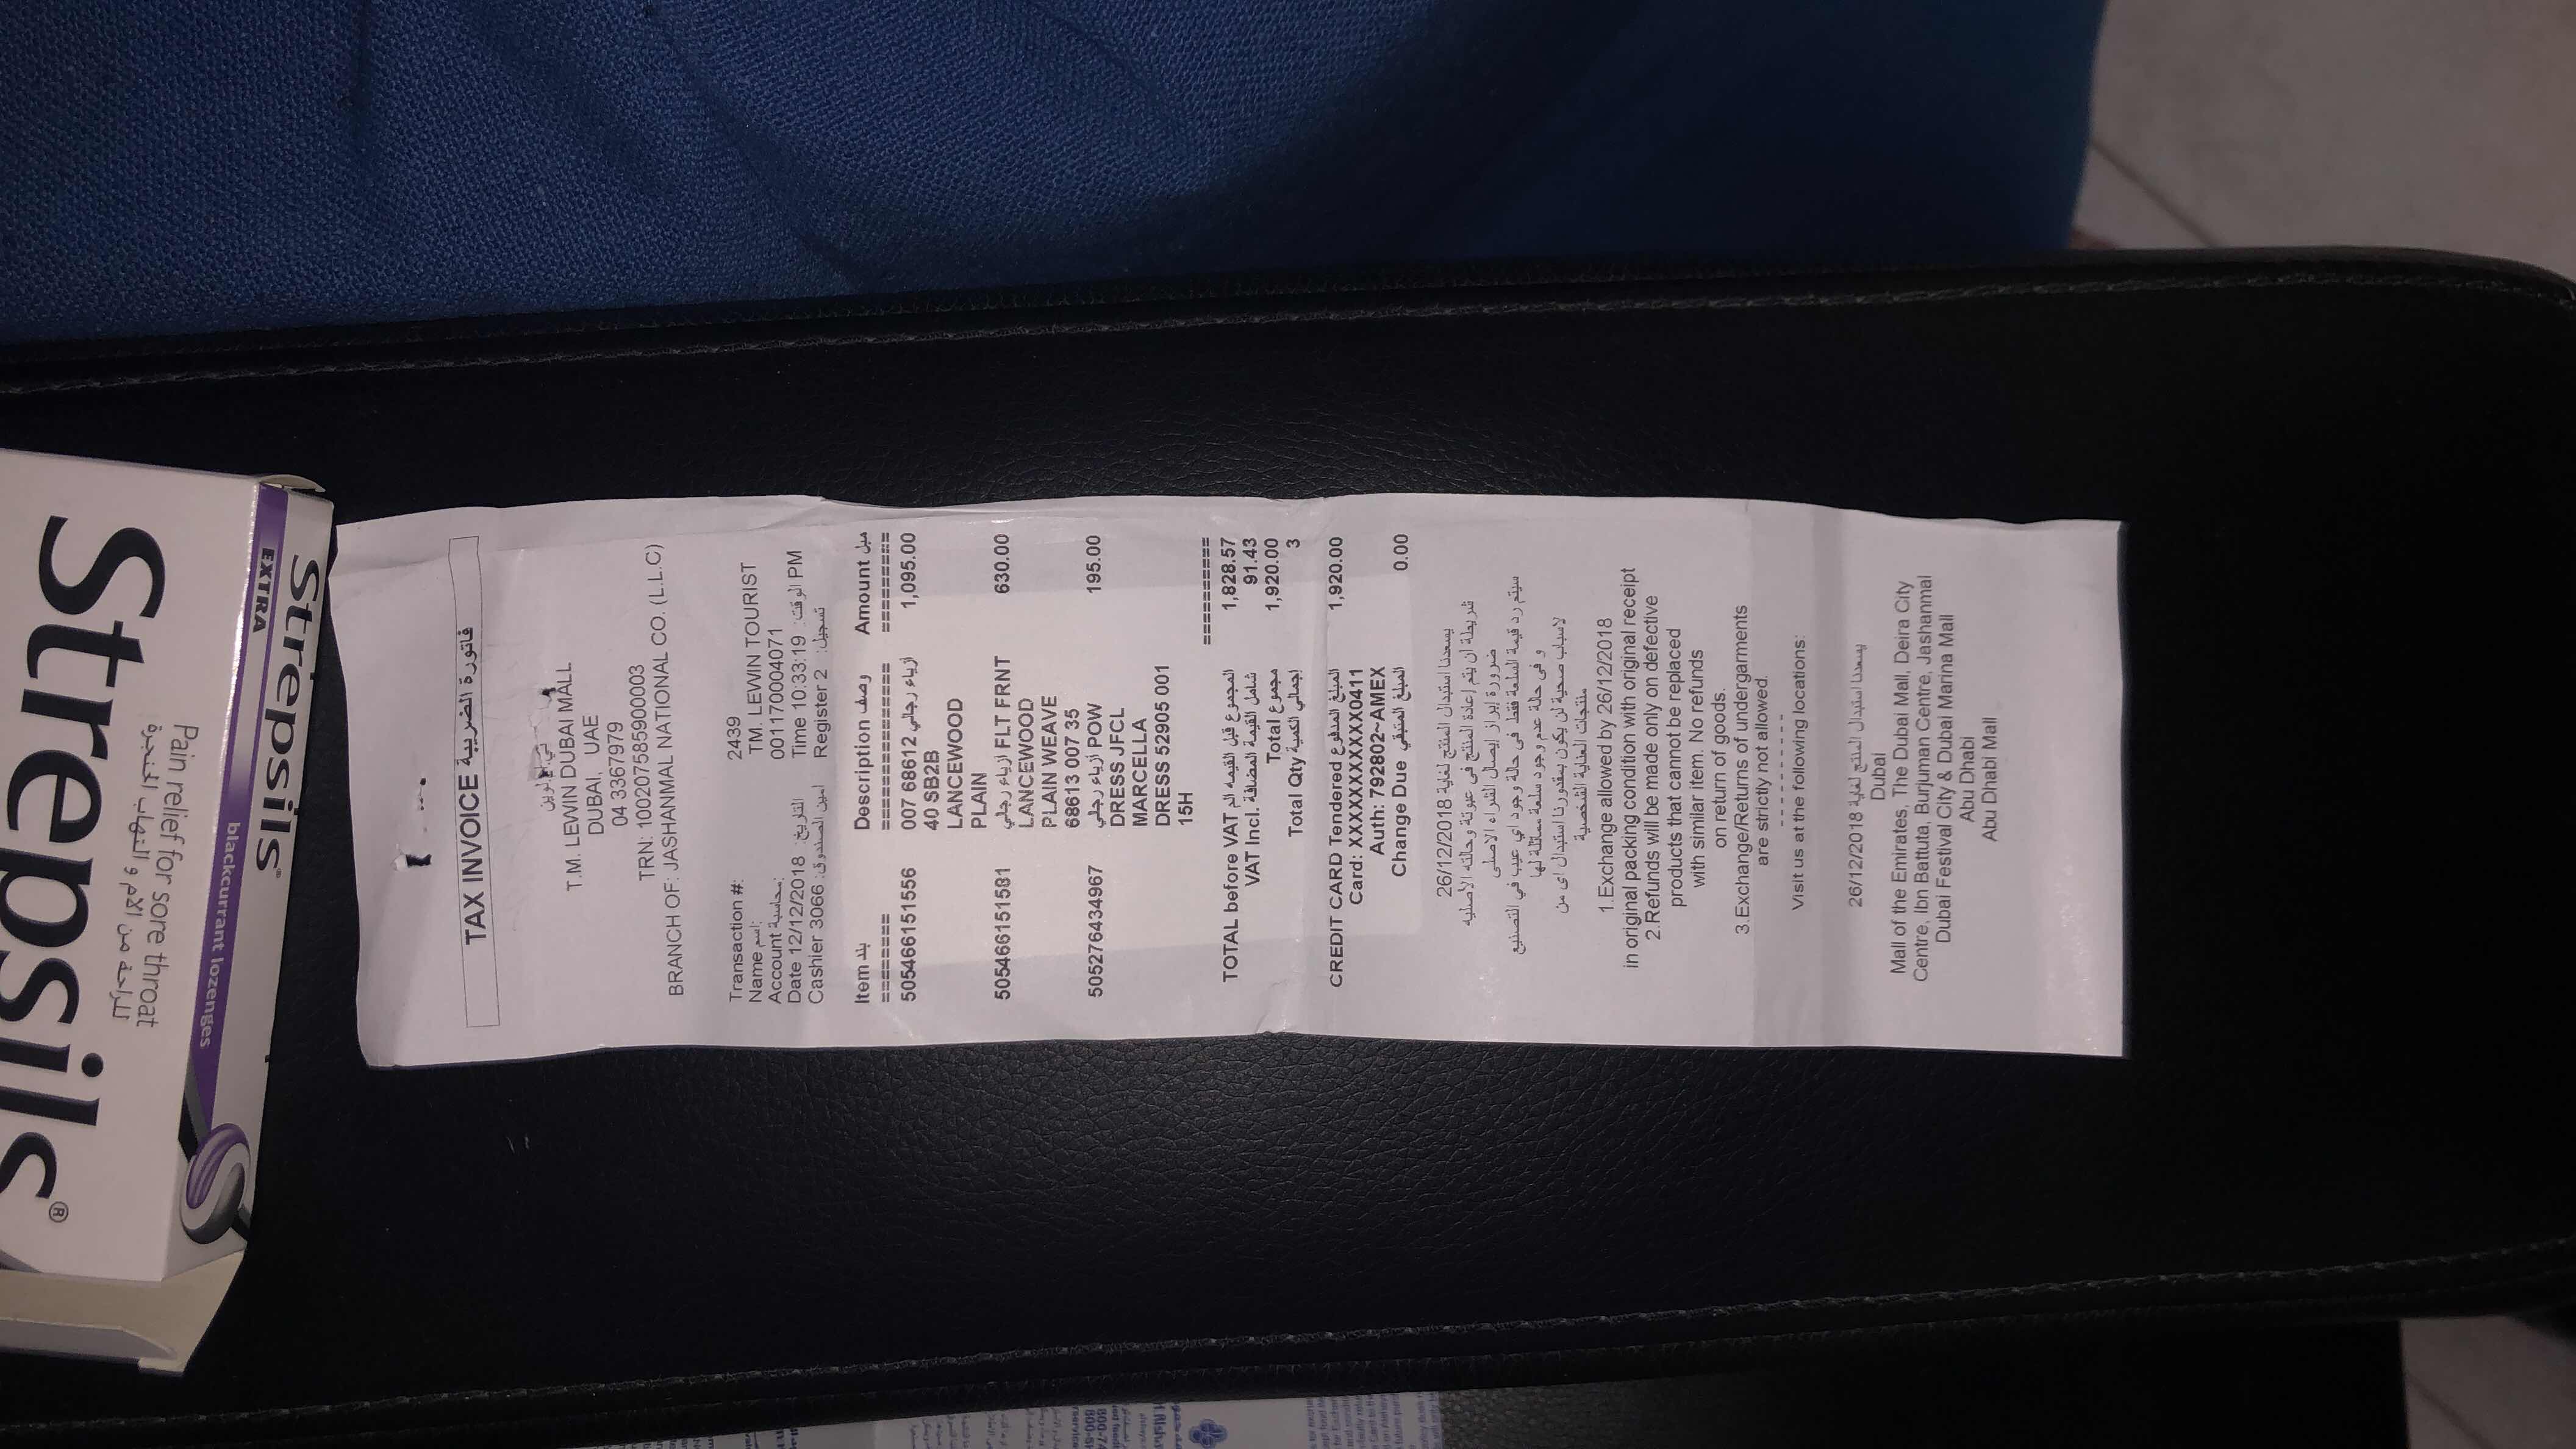 Strepsils®
للراحة من الألم و التهاب الحنجرة
Pain relief for sore throat
blackcurrant lozenges
EXTRA
Strepsils
TAX INVOICE فاتورة الضريبة
لوين
T.M. LEWIN DUBAI MALL
DUBAI, UAE
04 3367979
TRN: 100207585900003
BRANCH OF: JASHANMAL NATIONAL CO. (L.L.C)
Transaction #: 2439
Name اسم: TM. LEWIN TOURIST
Account محاسبة: 001170004071
Date 12/12/2018 التاريخ: Time 10:33:19 الوقت: PM
Cashier 3066 امين الصندوق: Register 2 تسجيل:
Item بلد Description وصف Amount مبل
======== =============== =========
505466151556 007 68612 أزياء رجالي 1,095.00
40 SB2B
LANCEWOOD
PLAIN
505466151581 أزياء رجالي FLT FRNT 630.00
LANCEWOOD
PLAIN WEAVE
68613 007 35
505276434967 أزياء رجالي POW 195.00
DRESS JFCL
MARCELLA
DRESS 52905 001
15H
==========
TOTAL before VAT المجموع قبل القيمه الم 1,828.57
VAT Incl. شامل القيمة المضافة 91.43
Total مجموع 1,920.00
Total Qty إجمالي الكمية 3
CREDIT CARD Tendered المبلغ المدفوع 1,920.00
Card: XXXXXXXXXXX0411
Auth: 792802~AMEX
Change Due المبلغ المتبقي 0.00
يسعدنا استبدال المنتج لغاية 26/12/2018
شريطة أن يتم إعادة المنتج فى عبوتة وحالته الأصليه
ضرورة إبراز إيصال الشراء الاصلى
سيتم رد قيمة السلعة فقط فى حالة وجود اي عيب في التصنيع
و فى حالة عدم وجود سلعة مماثلة لها
لاسباب صحية لن يكون بمقدورنا استبدال اى من
منتجات العناية الشخصية
1.Exchange allowed by 26/12/2018
in original packing condition with original receipt
2.Refunds will be made only on defective
products that cannot be replaced
with similar item. No refunds
on return of goods.
3.Exchange/Returns of undergarments
are strictly not allowed.
----------
Visit us at the following locations:
يسعدنا استبدال المنتج لغاية 26/12/2018
Dubai
Mall of the Emirates, The Dubai Mall, Deira City
Centre, Ibn Battuta, Burjuman Centre, Jashanmal
Dubai Festival City & Dubai Marina Mall
Abu Dhabi
Abu Dhabi Mall